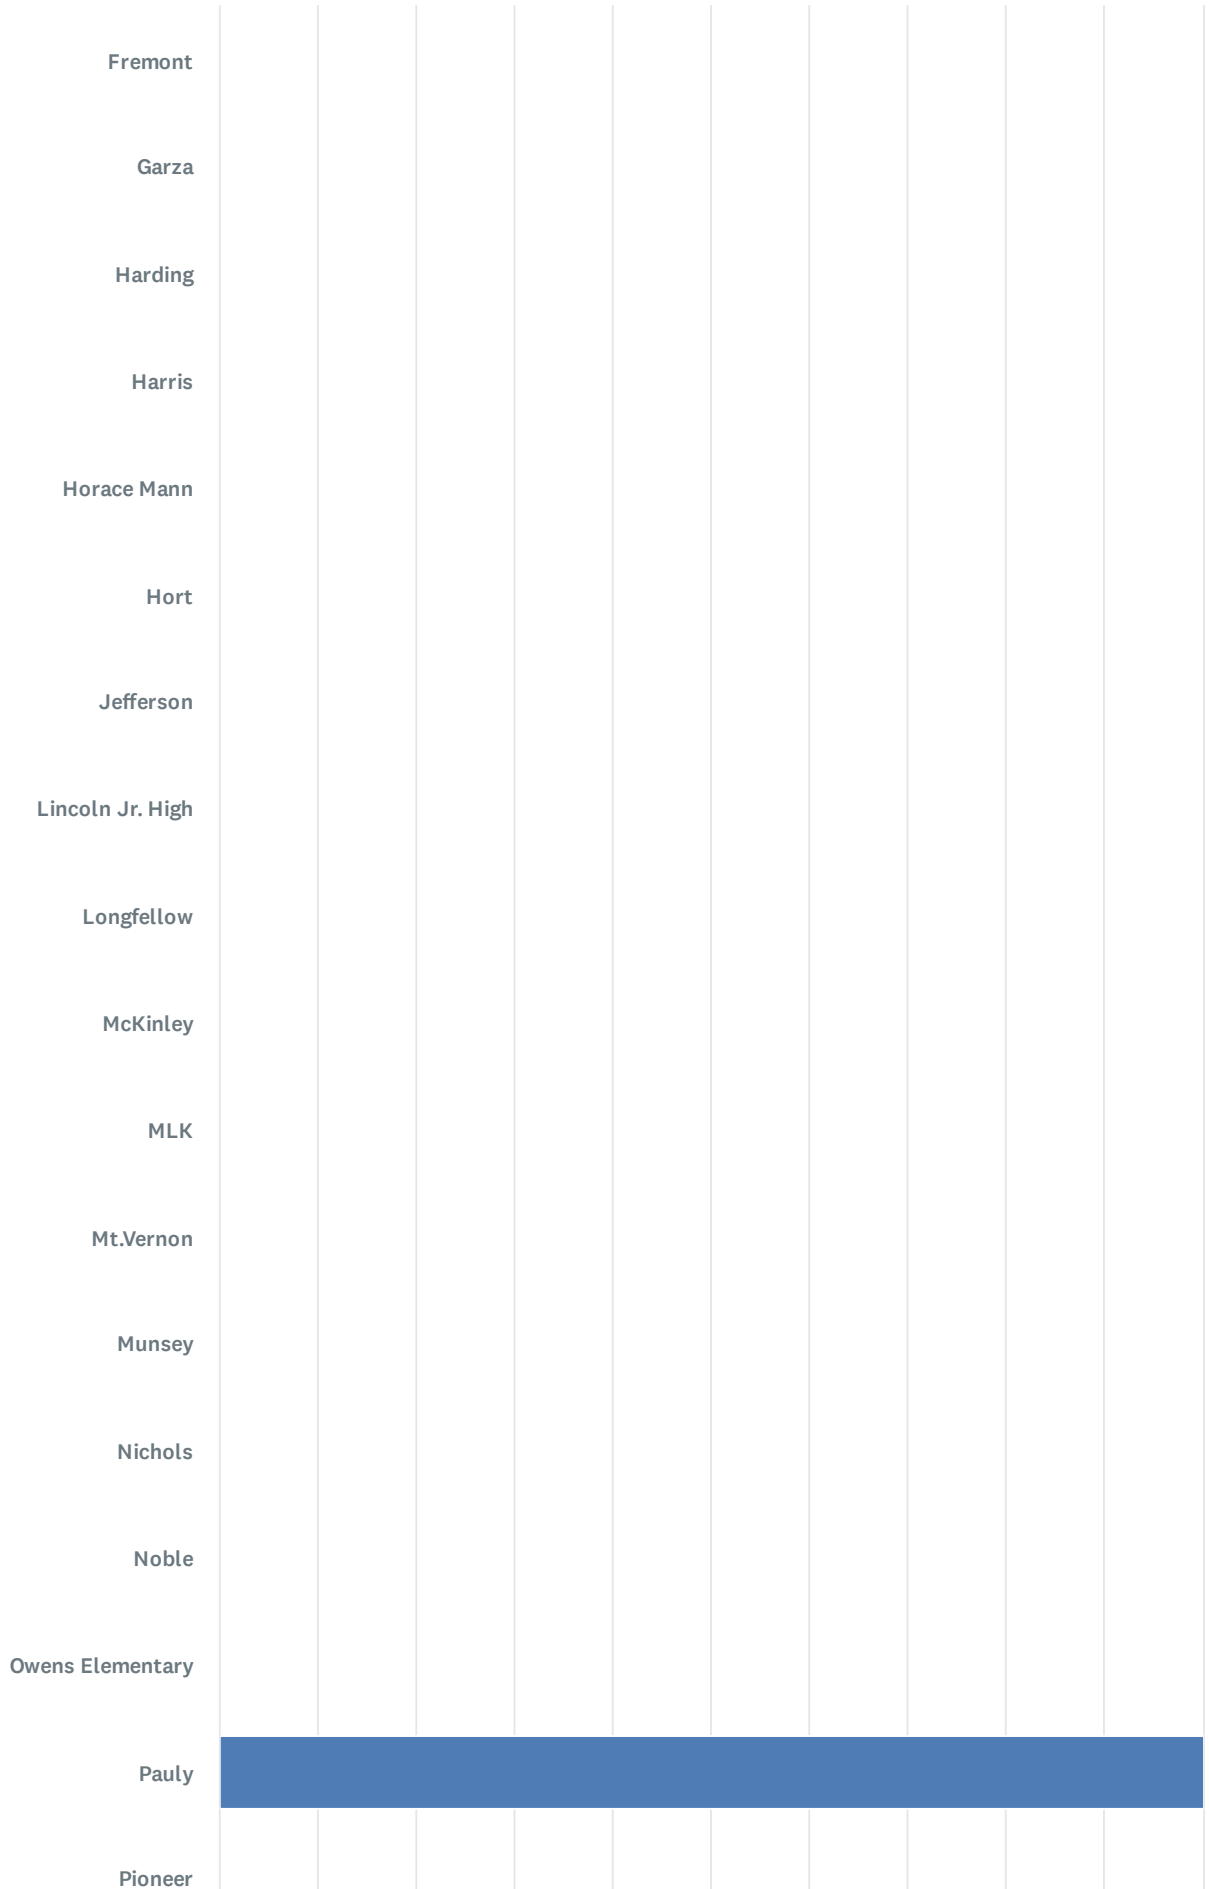 Fremont
Garza
Harding
Harris
Horace Mann
Hort
Jefferson
Lincoln Jr. High
Longfellow
McKinley
MLK
Mt.Vernon
Munsey
Nichols
Noble
Owens Elementary
Pauly
Pioneer